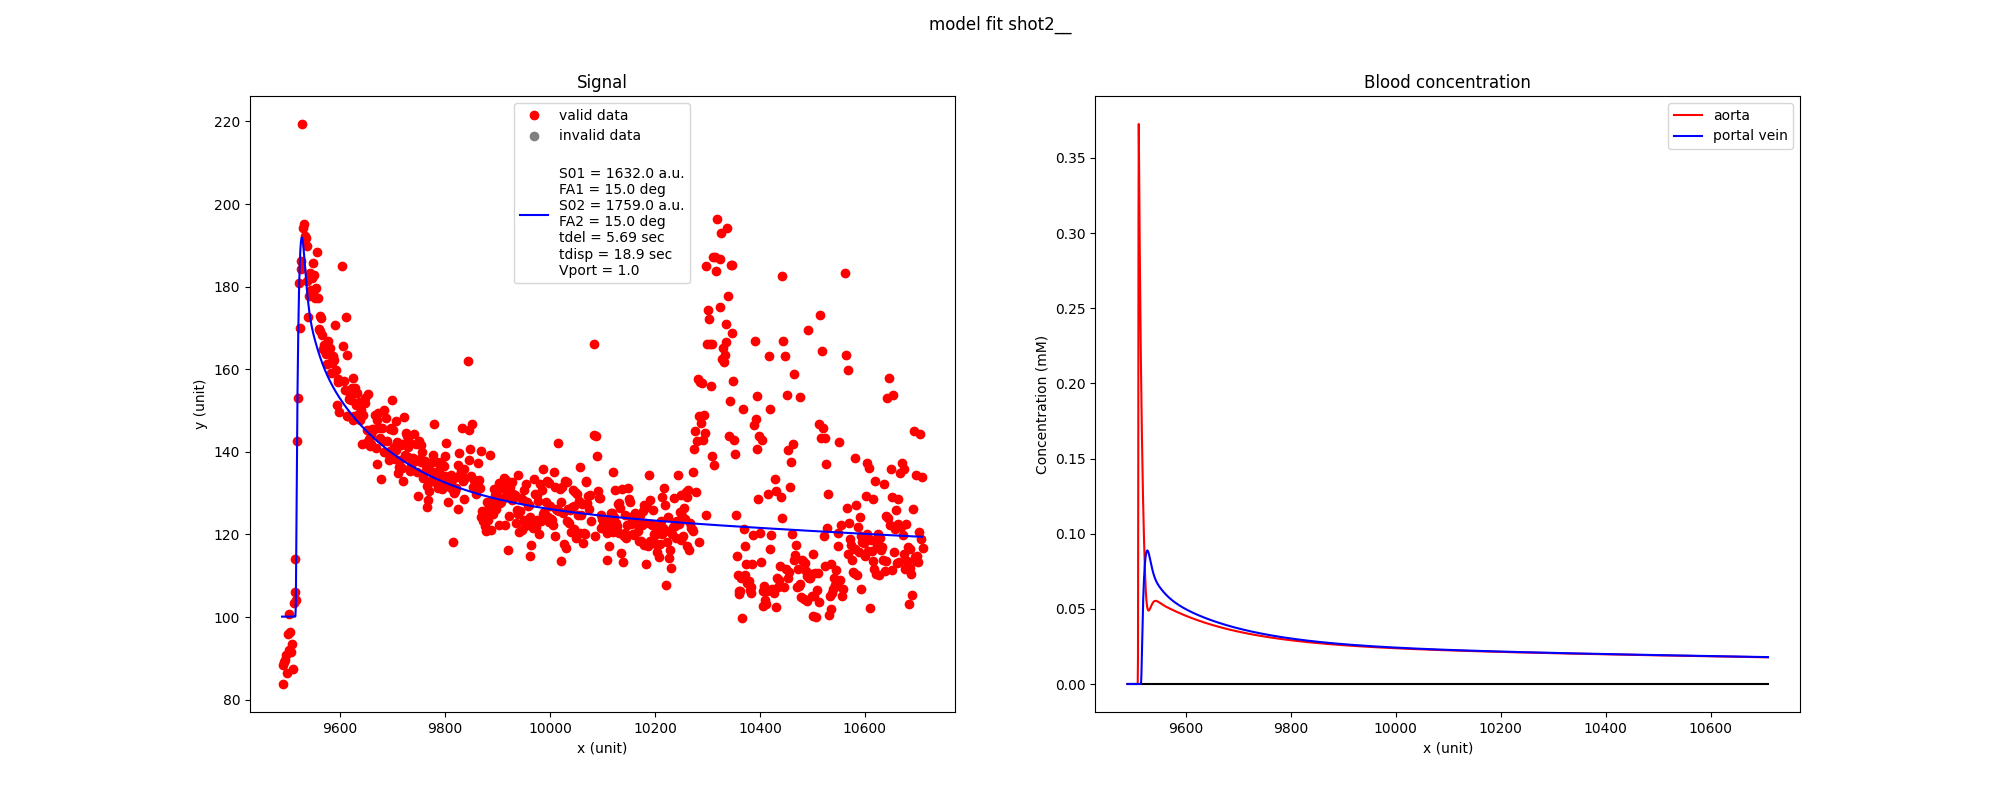 model fit shot2__
Signal
valid data
invalid data
S01 = 1632.0 a.u.
FA1 = 15.0 deg
S02 = 1759.0 a.u.
FA2 = 15.0 deg
tdel = 5.69 sec
tdisp = 18.9 sec
Vport = 1.0
220
200
180
160
140
120
100
80
y (unit)
9600 9800 10000 10200 10400 10600
x (unit)
Blood concentration
aorta
portal vein
0.35
0.30
0.25
0.20
0.15
0.10
0.05
0.00
Concentration (mM)
9600 9800 10000 10200 10400 10600
x (unit)